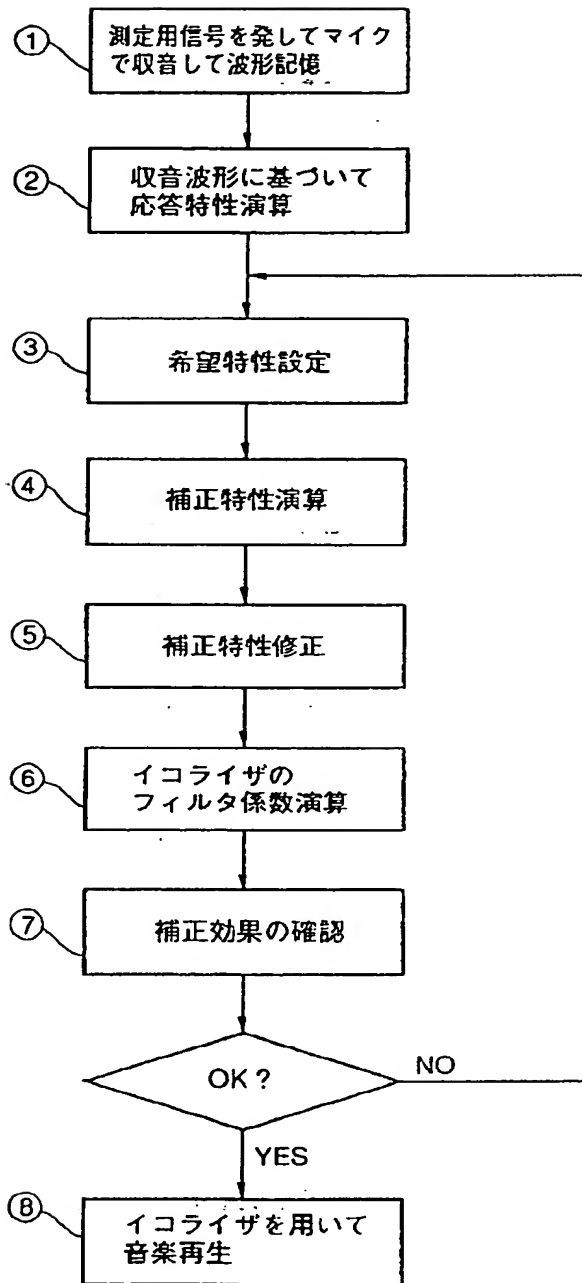 ①
測定用信号を発してマイク
で収音して波形記憶
②
収音波形に基づいて
応答特性演算
③
希望特性設定
④
補正特性演算
⑤
補正特性修正
⑥
イコライザの
フィルタ係数演算
⑦
補正効果の確認
OK?
NO
YES
⑧
イコライザを用いて
音楽再生